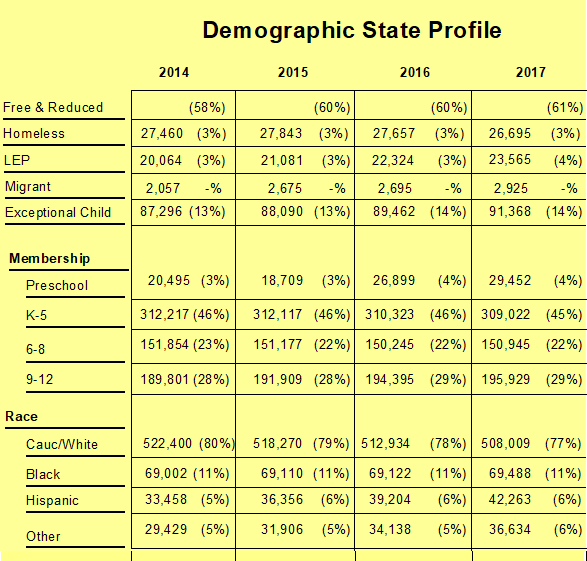 Demographic State Profile
2014 2015 2016 2017
Free & Reduced (58%) (60%) (60%) (61%)
Homeless 27,460 (3%) 27,843 (3%) 27,657 (3%) 26,695 (3%)
LEP 20,064 (3%) 21,081 (3%) 22,324 (3%) 23,565 (4%)
Migrant 2,057 -% 2,675 -% 2,695 -% 2,925 -%
Exceptional Child 87,296 (13%) 88,090 (13%) 89,462 (14%) 91,368 (14%)
Membership
Preschool 20,495 (3%) 18,709 (3%) 26,899 (4%) 29,452 (4%)
K-5 312,217 (46%) 312,117 (46%) 310,323 (46%) 309,022 (45%)
6-8 151,854 (23%) 151,177 (22%) 150,245 (22%) 150,945 (22%)
9-12 189,801 (28%) 191,909 (28%) 194,395 (29%) 195,929 (29%)
Race
Cauc/White 522,400 (80%) 518,270 (79%) 512,934 (78%) 508,009 (77%)
Black 69,002 (11%) 69,110 (11%) 69,122 (11%) 69,488 (11%)
Hispanic 33,458 (5%) 36,356 (6%) 39,204 (6%) 42,263 (6%)
Other 29,429 (5%) 31,906 (5%) 34,138 (5%) 36,634 (6%)